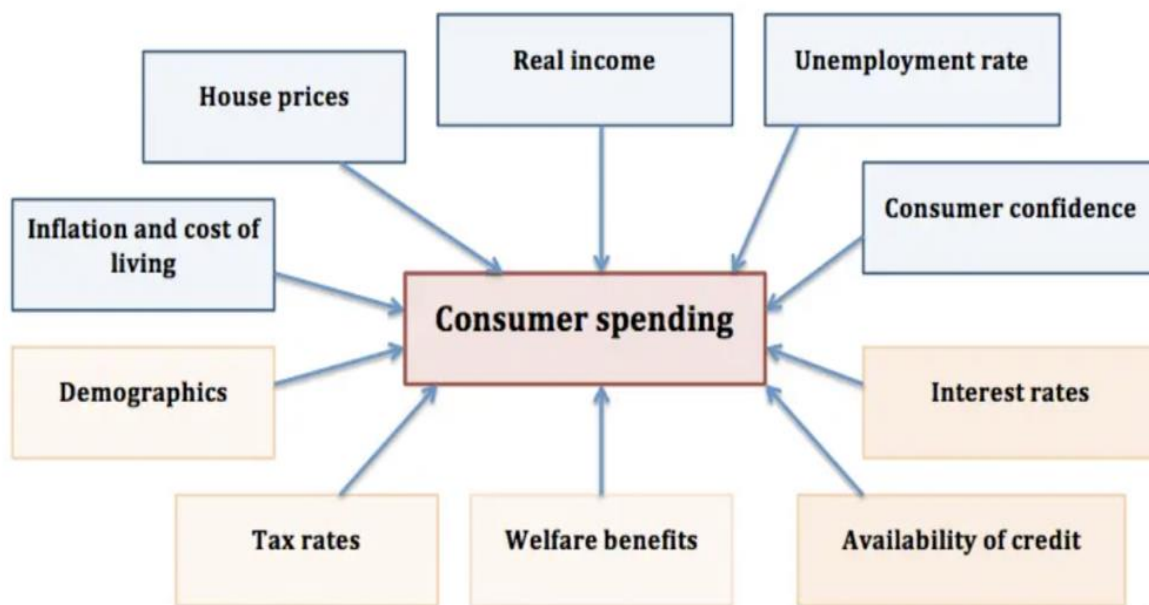 Real income
Unemployment rate
House prices
Consumer confidence
Inflation and cost of
living
Consumer spending
Demographics
Interest rates
Tax rates
Welfare benefits
Availability of credit